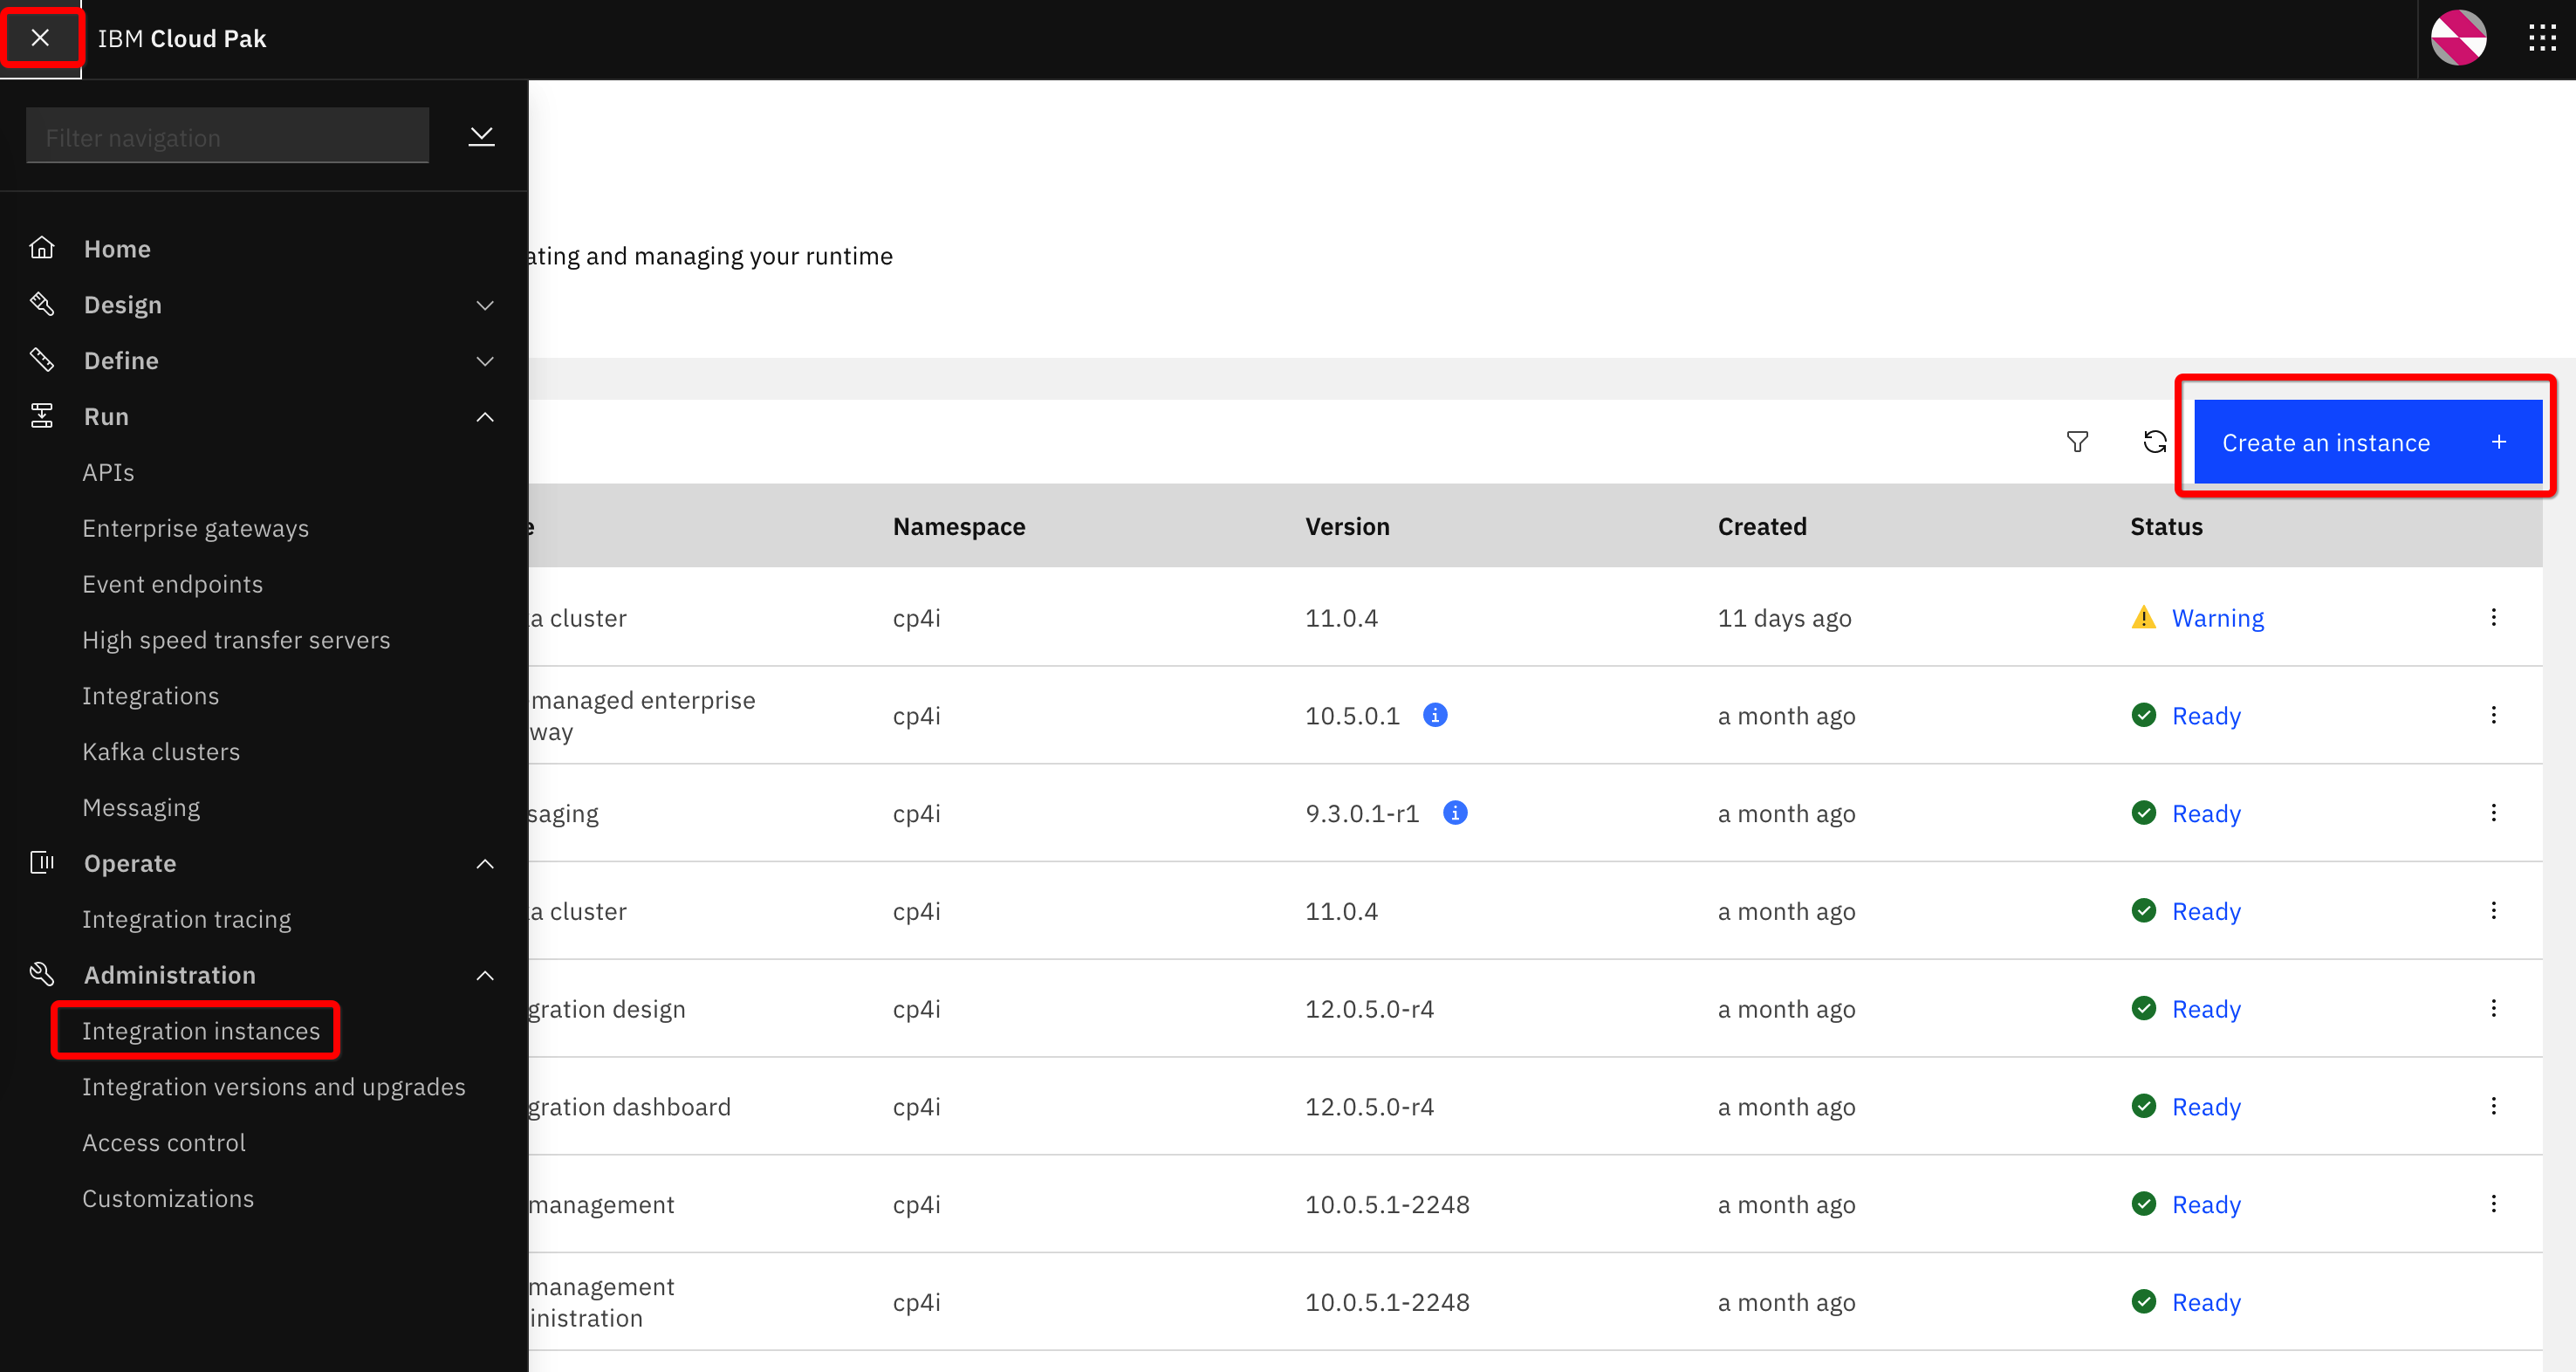 IBM Cloud Pak
Filter navigation
Home
Design
Define
Run
APIs
Enterprise gateways
Event endpoints
High speed transfer servers
Integrations
Kafka clusters
Messaging
Operate
Integration tracing
Administration
Integration instances
Integration versions and upgrades
Access control
Customizations
ating and managing your runtime
Create an instance +
e Namespace Version Created Status
a cluster cp4i 11.0.4 11 days ago Warning
managed enterprise
way cp4i 10.5.0.1 a month ago Ready
saging cp4i 9.3.0.1-r1 a month ago Ready
a cluster cp4i 11.0.4 a month ago Ready
gration design cp4i 12.0.5.0-r4 a month ago Ready
gration dashboard cp4i 12.0.5.0-r4 a month ago Ready
management cp4i 10.0.5.1-2248 a month ago Ready
management
inistration cp4i 10.0.5.1-2248 a month ago Ready